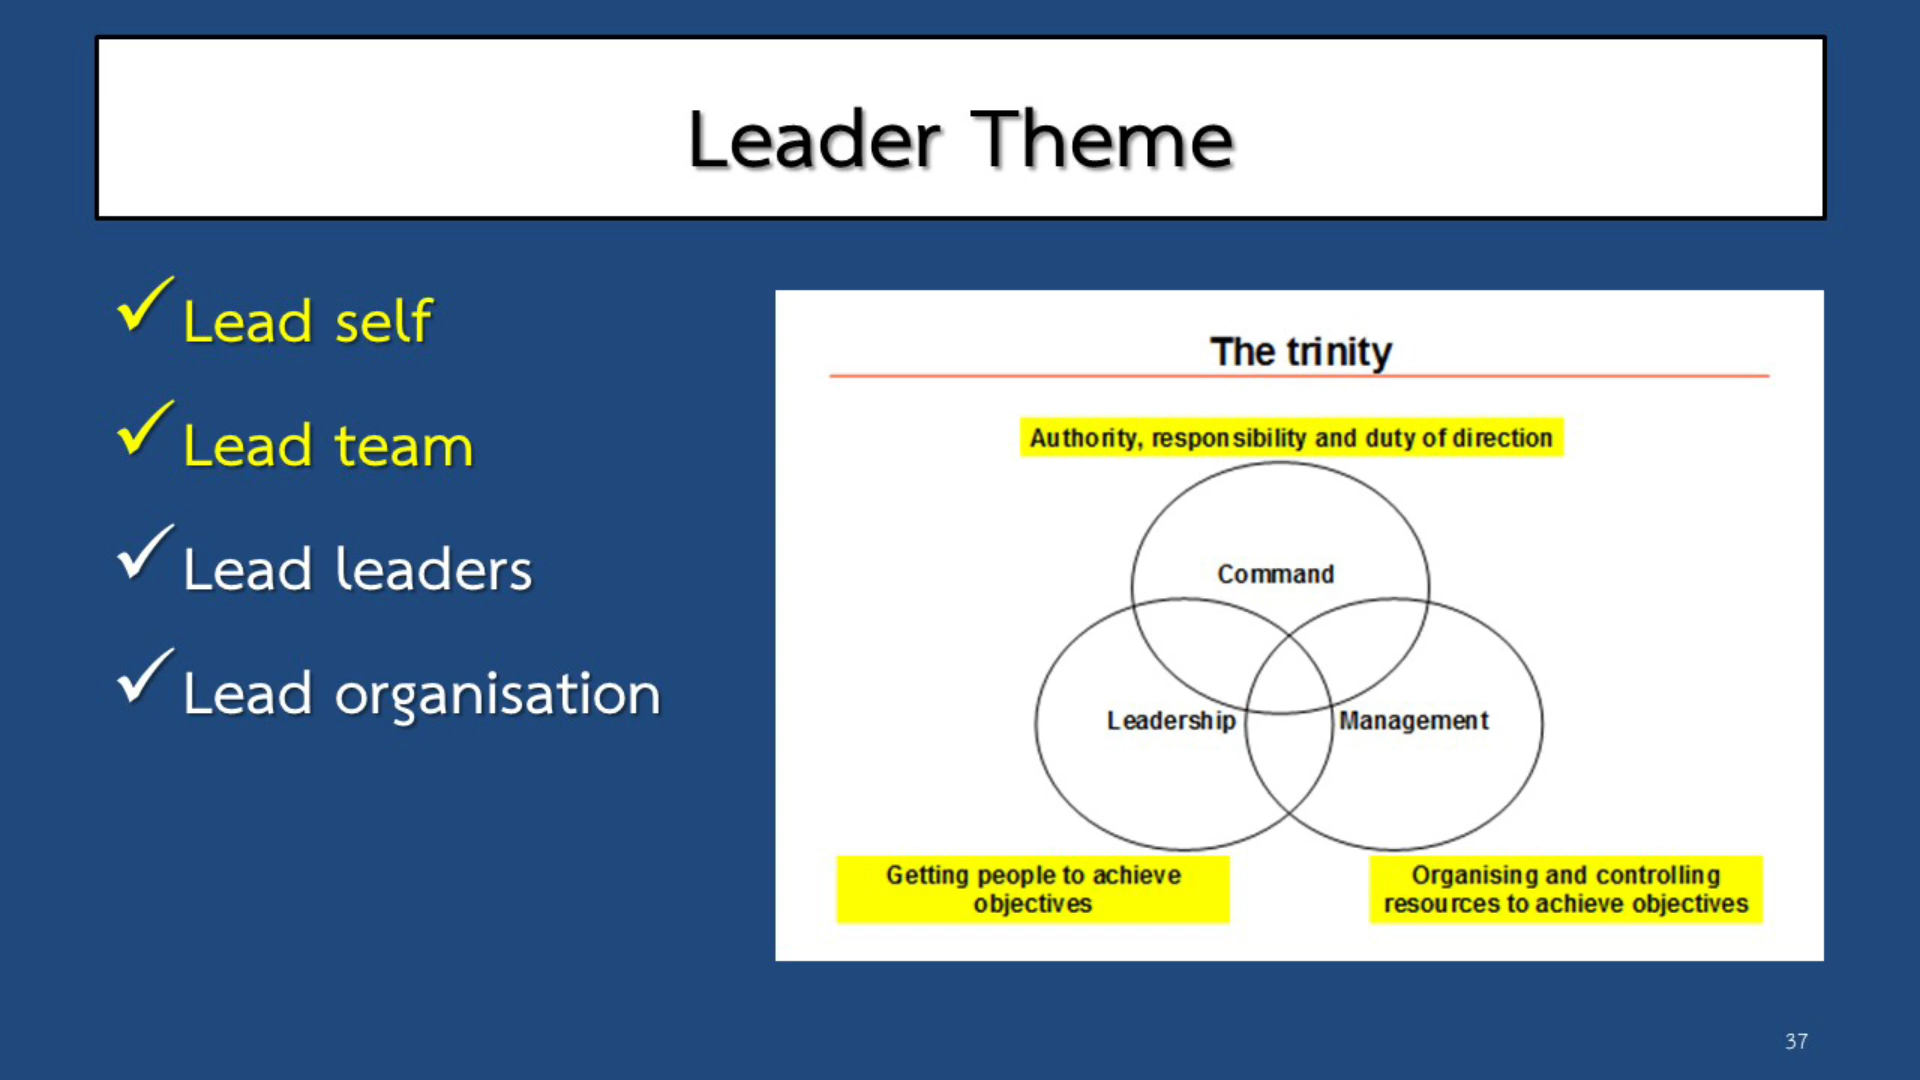 Leader Theme
Lead self
Lead team
Lead leaders
Lead organisation
The trinity
Authority, responsibility and duty of direction
Command
Leadership
Management
Getting people to achieve
objectives
Organising and controlling
resources to achieve objectives
37